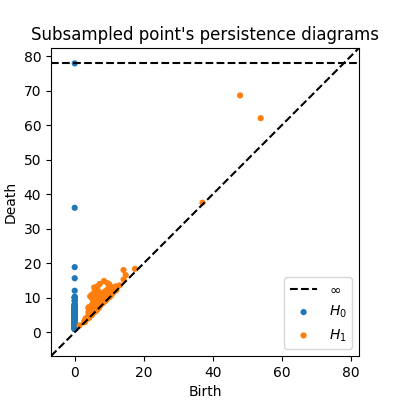 Subsampled point's persistence diagrams
80
70
60
50
40
30
20
10
0
Death
∞
H₀
H₁
0 20 40 60 80
Birth